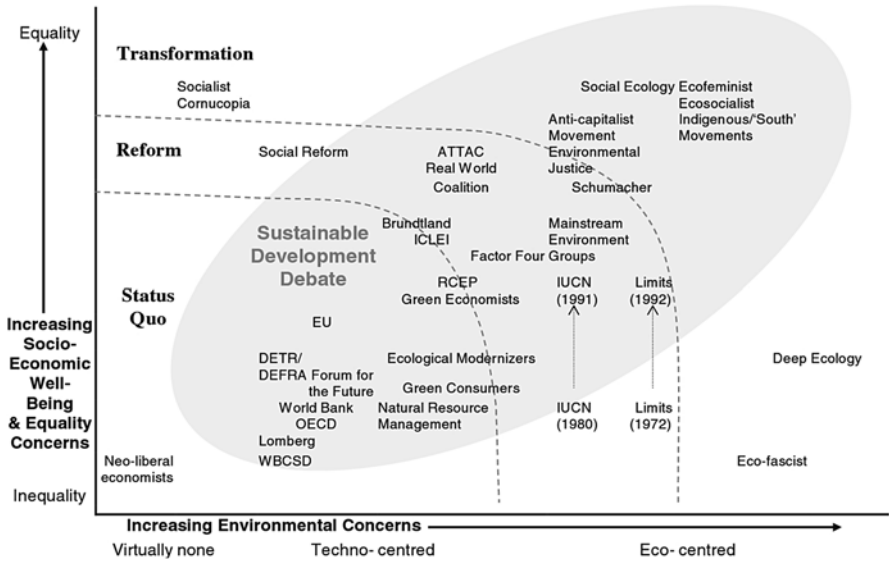 Equality
Transformation
Socialist
Cornucopia
Social Ecology Ecofeminist
Ecosocialist
Indigenous/'South'
Movements
Anti-capitalist
Movement
Environmental
Justice
Reform
Social Reform
ATTAC
Real World
Coalition
Schumacher
Sustainable
Development
Debate
Brundtland
ICLEI
Mainstream
Environment
Factor Four Groups
Status
Quo
RCEP
Green Economists
IUCN
(1991)
Limits
(1992)
EU
Increasing
Socio-
Economic
Well-
Being
& Equality
Concerns
DETR/
DEFRA Forum for
the Future
Ecological Modernizers
Deep Ecology
Green Consumers
World Bank
OECD
Natural Resource
Management
IUCN
(1980)
Limits
(1972)
Lomberg
WBCSD
Neo-liberal
economists
Eco-fascist
Inequality
Increasing Environmental Concerns
Virtually none
Techno- centred
Eco- centred